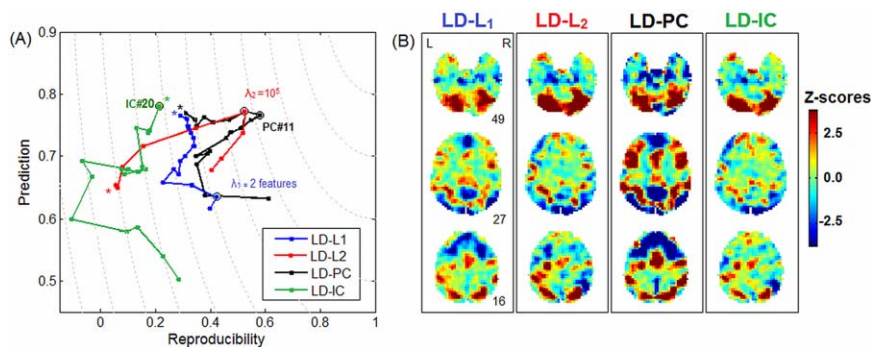 (A)
0.9
0.8
0.7
0.6
0.5
Prediction
0
0.2
0.4
0.6
0.8
1
Reproducibility
IC#20
*
*
*
*
λ₂=10⁵
PC#11
λ₁ = 2 features
LD-L1
LD-L2
LD-PC
LD-IC
(B)
LD-L₁
LD-L₂
LD-PC
LD-IC
L
R
49
27
16
Z-scores
2.5
0.0
-2.5